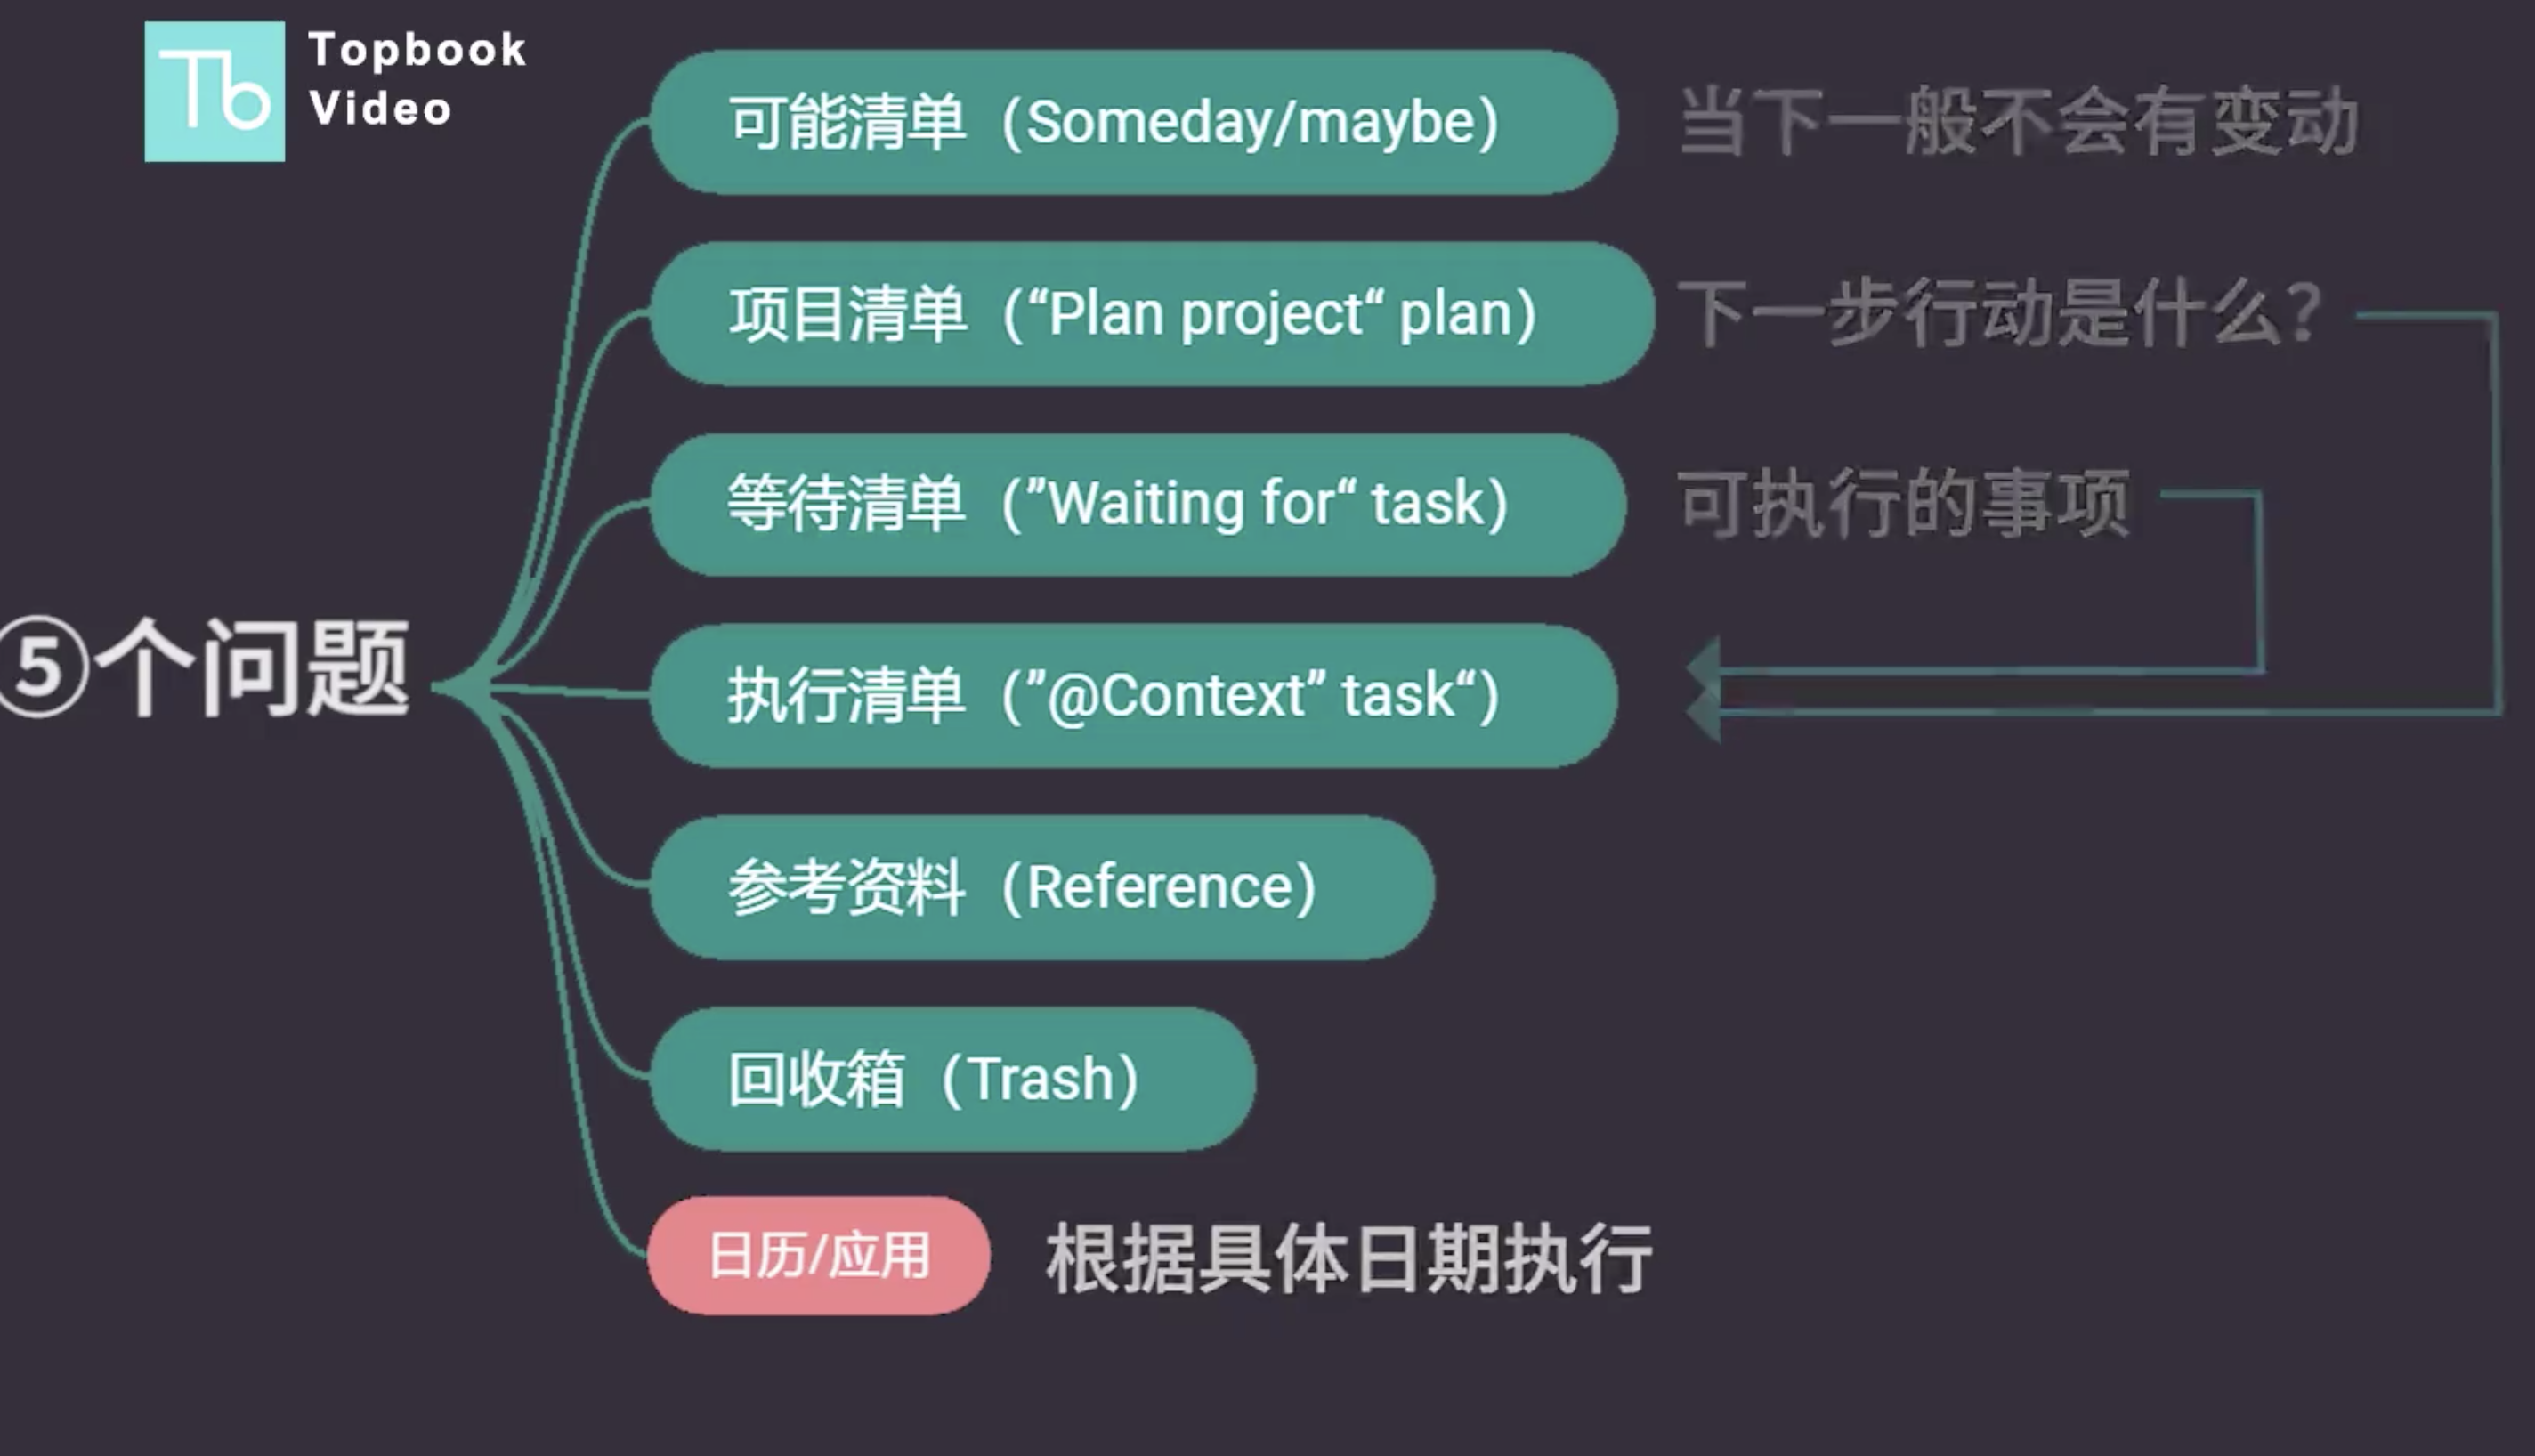 Tb
Topbook
Video
可能清单（Someday/maybe） 当下一般不会有变动
项目清单（“Plan project“ plan） 下一步行动是什么？
等待清单（”Waiting for“ task） 可执行的事项
⑤个问题
执行清单（”@Context” task“）
参考资料（Reference）
回收箱（Trash）
日历/应用 根据具体日期执行